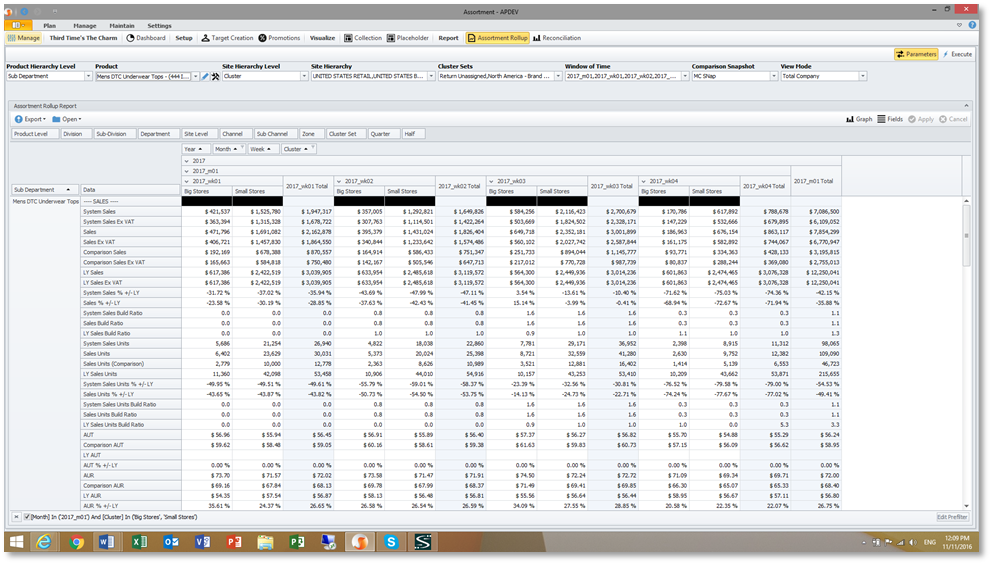 Assortment - APDEV
Plan Manage Maintain Settings
Manage Third Time's The Charm Dashboard Setup Target Creation Promotions Visualize Collection Placeholder Report Assortment Rollup Reconciliation
Parameters Execute
Product Hierarchy Level Product Site Hierarchy Level Site Hierarchy Cluster Sets Window of Time Comparison Snapshot View Mode
Sub Department Mens DTC Underwear Tops - (444 I... Cluster UNITED STATES RETAIL,UNITED STATES B... Return Unassigned,North America - Brand ... 2017_m01,2017_wk01,2017_wk02,2017_... MC SNap Total Company
Assortment Rollup Report
Export Open Graph Fields Apply Cancel
Product Level Division Sub-Division Department Site Level Channel Sub Channel Zone Cluster Set Quarter Half
Year Month Week Cluster
2017
2017_m01
2017_wk01 2017_wk01 Total 2017_wk02 2017_wk02 Total 2017_wk03 2017_wk03 Total 2017_wk04 2017_wk04 Total 2017_m01 Total
Sub Department Data Big Stores Small Stores Big Stores Small Stores Big Stores Small Stores Big Stores Small Stores
Mens DTC Underwear Tops ---- SALES ----
System Sales $ 421,537 $ 1,525,780 $ 1,947,317 $ 357,005 $ 1,292,821 $ 1,649,826 $ 584,256 $ 2,116,423 $ 2,700,679 $ 170,786 $ 617,892 $ 788,678 $ 7,086,500
System Sales Ex VAT $ 363,394 $ 1,315,328 $ 1,678,722 $ 307,763 $ 1,114,501 $ 1,422,264 $ 503,669 $ 1,824,502 $ 2,328,171 $ 147,229 $ 532,666 $ 679,895 $ 6,109,052
Sales $ 471,796 $ 1,691,082 $ 2,162,878 $ 395,379 $ 1,431,024 $ 1,826,404 $ 649,718 $ 2,352,181 $ 3,001,899 $ 186,963 $ 676,154 $ 863,117 $ 7,854,299
Sales Ex VAT $ 406,721 $ 1,457,830 $ 1,864,550 $ 340,844 $ 1,233,642 $ 1,574,486 $ 560,102 $ 2,027,742 $ 2,587,844 $ 161,175 $ 582,892 $ 744,067 $ 6,770,947
Comparison Sales $ 192,169 $ 678,388 $ 870,557 $ 164,914 $ 586,433 $ 751,347 $ 251,733 $ 894,044 $ 1,145,777 $ 93,771 $ 334,363 $ 428,133 $ 3,195,815
Comparison Sales Ex VAT $ 165,663 $ 584,818 $ 750,480 $ 142,167 $ 505,546 $ 647,713 $ 217,012 $ 770,728 $ 987,739 $ 80,837 $ 288,244 $ 369,080 $ 2,755,013
LY Sales $ 617,386 $ 2,422,519 $ 3,039,905 $ 633,954 $ 2,485,618 $ 3,119,572 $ 564,300 $ 2,449,936 $ 3,014,236 $ 601,863 $ 2,474,465 $ 3,076,328 $ 12,250,041
LY Sales Ex VAT $ 617,386 $ 2,422,519 $ 3,039,905 $ 633,954 $ 2,485,618 $ 3,119,572 $ 564,300 $ 2,449,936 $ 3,014,236 $ 601,863 $ 2,474,465 $ 3,076,328 $ 12,250,041
System Sales % +/- LY -31.72 % -37.02 % -35.94 % -43.69 % -47.99 % -47.11 % 3.54 % -13.61 % -10.40 % -71.62 % -75.03 % -74.36 % -42.15 %
Sales % +/- LY -23.58 % -30.19 % -28.85 % -37.63 % -42.43 % -41.45 % 15.14 % -3.99 % -0.41 % -68.94 % -72.67 % -71.94 % -35.88 %
System Sales Build Ratio 0.0 0.0 0.0 0.8 0.8 0.8 1.6 1.6 1.6 0.3 0.3 0.3 1.1
Sales Build Ratio 0.0 0.0 0.0 0.8 0.8 0.8 1.6 1.6 1.6 0.3 0.3 0.3 1.1
LY Sales Build Ratio 0.0 0.0 0.0 1.0 1.0 1.0 0.9 1.0 1.0 1.1 1.0 1.0 1.3
System Sales Units 5,686 21,254 26,940 4,822 18,038 22,860 7,781 29,171 36,952 2,398 8,915 11,312 98,065
Sales Units 6,402 23,629 30,031 5,373 20,024 25,398 8,721 32,559 41,280 2,630 9,752 12,382 109,090
Sales Units (Comparison) 2,779 10,000 12,778 2,363 8,626 10,989 3,521 12,881 16,402 1,414 5,139 6,553 46,723
LY Sales Units 11,360 42,098 53,458 10,906 44,010 54,916 10,157 43,253 53,410 10,209 43,662 53,871 215,655
System Sales Units % +/- LY -49.95 % -49.51 % -49.61 % -55.79 % -59.01 % -58.37 % -23.39 % -32.56 % -30.81 % -76.52 % -79.58 % -79.00 % -54.53 %
Sales Units % +/- LY -43.65 % -43.87 % -43.82 % -50.73 % -54.50 % -53.75 % -14.13 % -24.73 % -22.71 % -74.24 % -77.67 % -77.02 % -49.41 %
System Sales Units Build Ratio 0.0 0.0 0.0 0.8 0.8 0.8 1.6 1.6 1.6 0.3 0.3 0.3 1.1
Sales Units Build Ratio 0.0 0.0 0.0 0.8 0.8 0.8 1.6 1.6 1.6 0.3 0.3 0.3 1.1
LY Sales Units Build Ratio 0.0 0.0 0.0 0.9 1.0 1.0 1.0 1.0 0.0 5.3 3.3
AUT $ 56.96 $ 55.94 $ 56.45 $ 56.91 $ 55.89 $ 56.40 $ 57.37 $ 56.27 $ 56.82 $ 55.70 $ 54.88 $ 55.29 $ 56.24
Comparison AUT $ 59.62 $ 58.48 $ 59.05 $ 60.16 $ 58.61 $ 59.38 $ 61.63 $ 59.83 $ 60.73 $ 57.15 $ 56.09 $ 56.62 $ 58.95
LY AUT
AUT % +/- LY 0.00 % 0.00 % 0.00 % 0.00 % 0.00 % 0.00 % 0.00 % 0.00 % 0.00 % 0.00 % 0.00 % 0.00 % 0.00 %
AUR $ 73.70 $ 71.57 $ 72.02 $ 73.58 $ 71.47 $ 71.91 $ 74.50 $ 72.24 $ 72.72 $ 71.09 $ 69.34 $ 69.71 $ 72.00
Comparison AUR $ 69.16 $ 67.84 $ 68.13 $ 69.78 $ 67.99 $ 68.37 $ 71.49 $ 69.41 $ 69.85 $ 66.30 $ 65.07 $ 65.33 $ 68.40
LY AUR $ 54.35 $ 57.54 $ 56.87 $ 58.13 $ 56.48 $ 56.81 $ 55.56 $ 56.64 $ 56.44 $ 58.95 $ 56.67 $ 57.11 $ 56.80
AUR % +/- LY 35.61 % 24.37 % 26.65 % 26.58 % 26.54 % 26.59 % 34.09 % 27.55 % 28.85 % 20.58 % 22.35 % 22.07 % 26.75 %
[Month] In ('2017_m01') And [Cluster] In ('Big Stores', 'Small Stores') Edit Prefilter
ENG 12:09 PM
11/11/2016